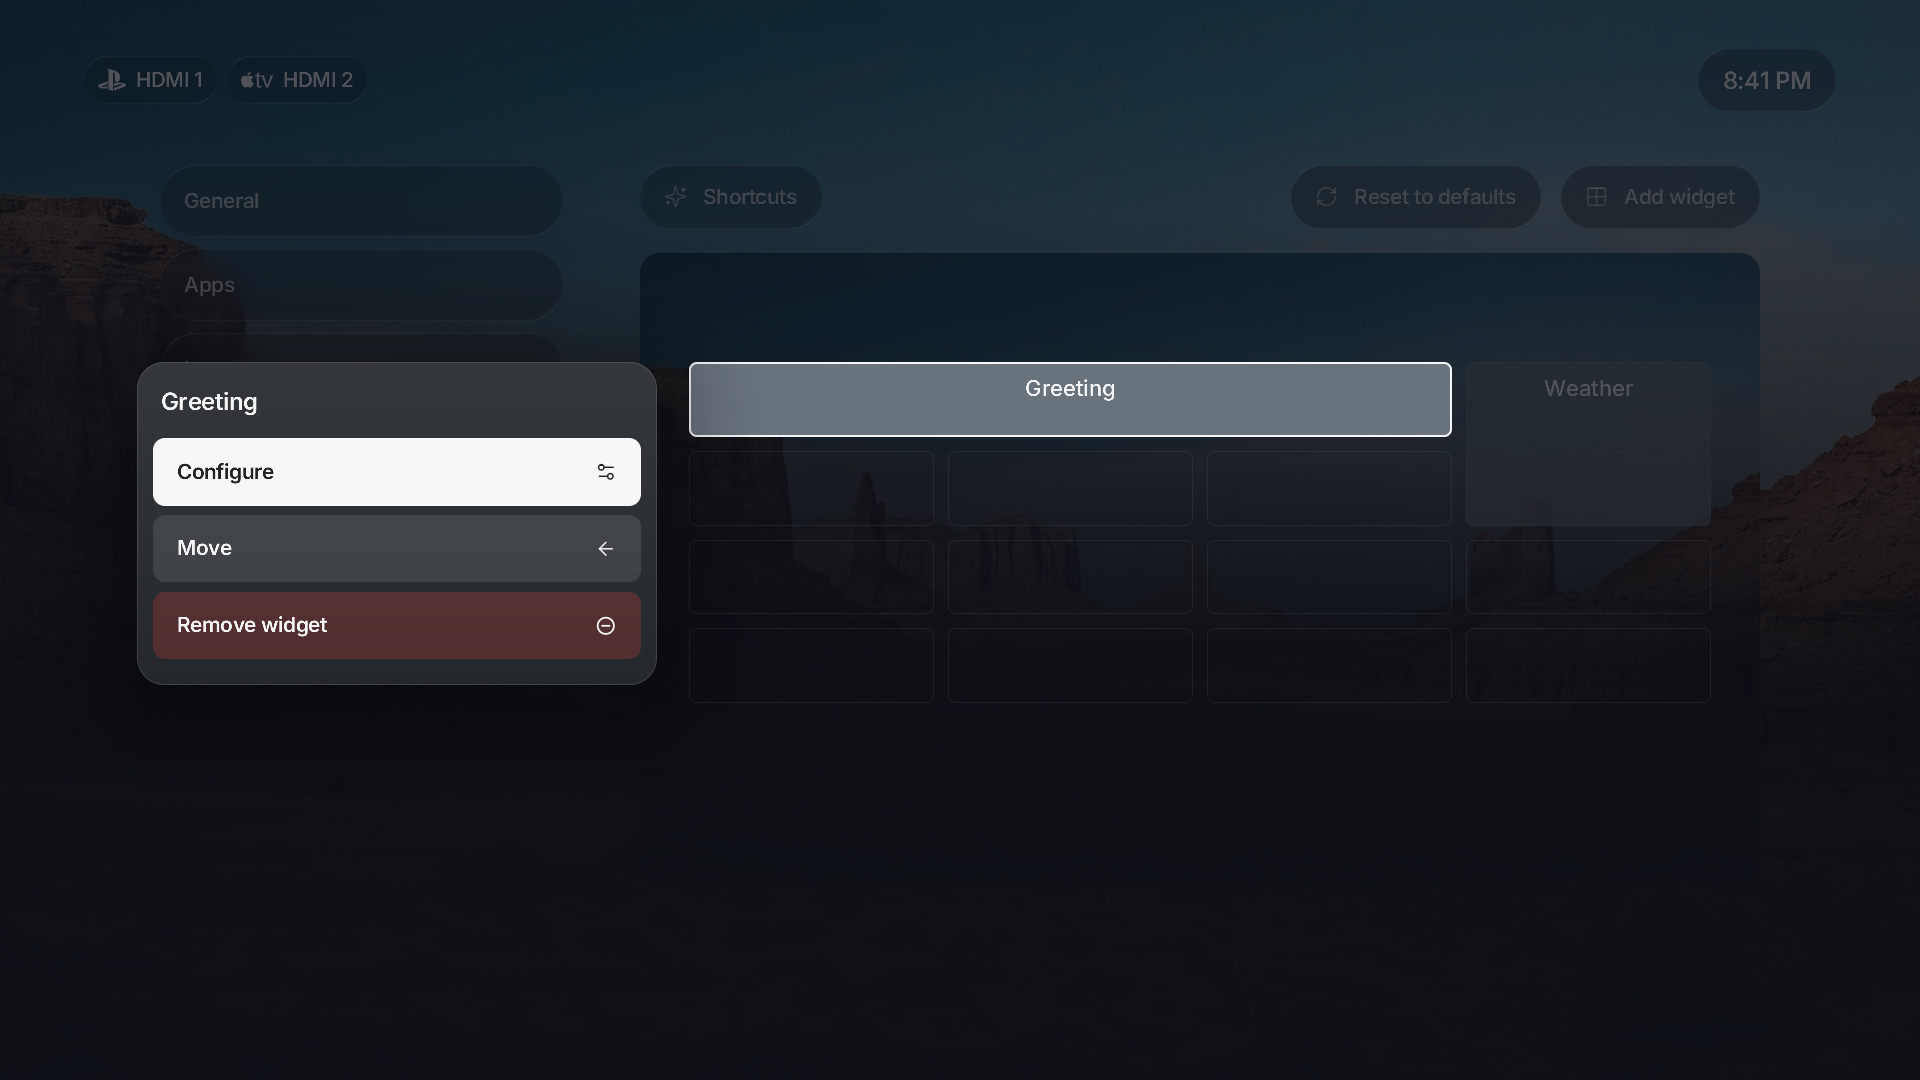 HDMI 1
tv HDMI 2
8:41 PM
General
Apps
Shortcuts
Reset to defaults
Add widget
Greeting
Configure
Move
Remove widget
Greeting
Weather